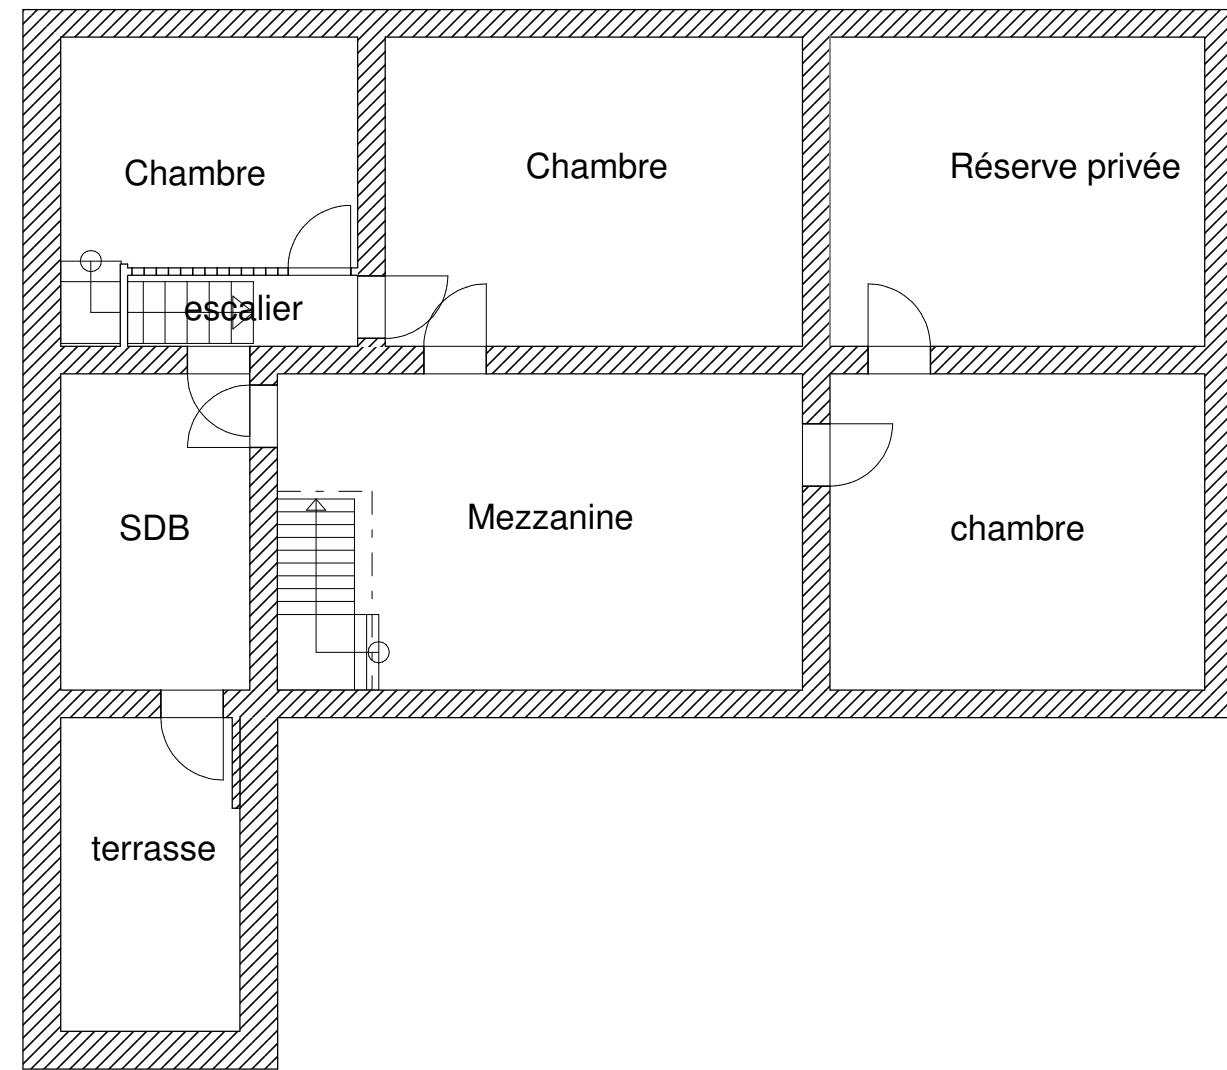 Chambre
Chambre
Réserve privée
escalier
SDB
Mezzanine
chambre
terrasse